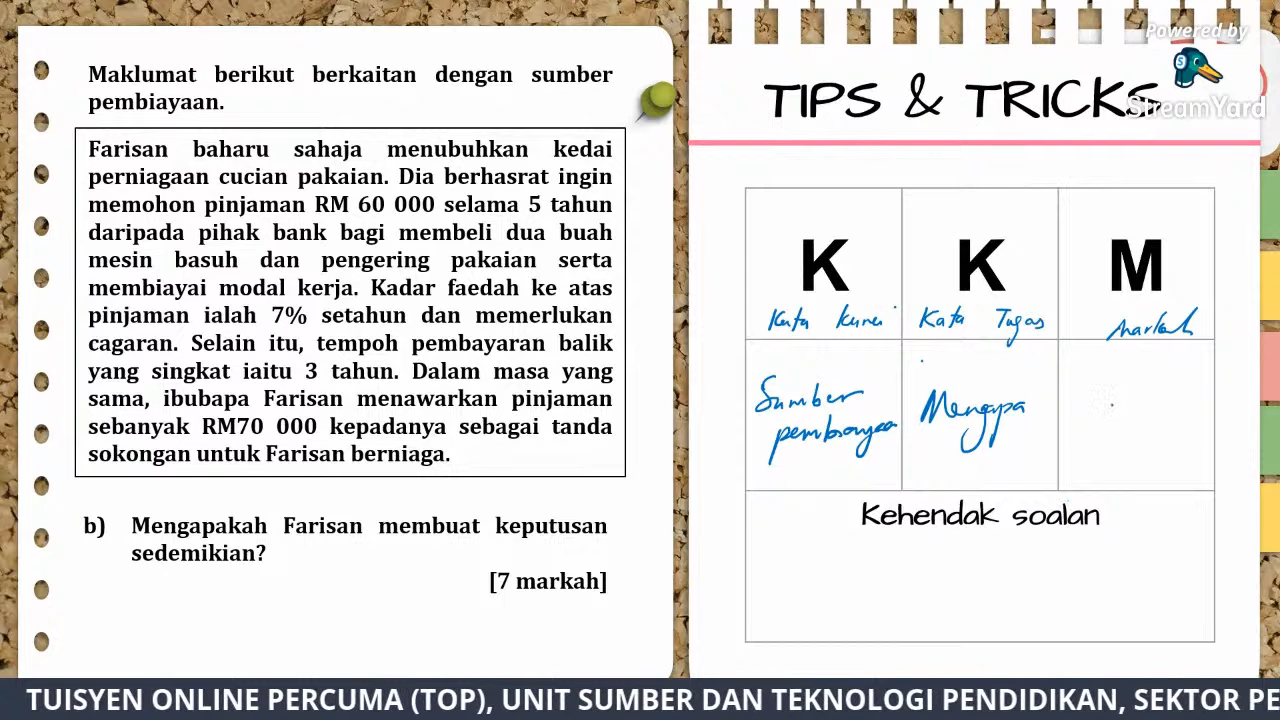 Maklumat berikut berkaitan dengan sumber
pembiayaan.
Farisan baharu sahaja menubuhkan kedai
perniagaan cucian pakaian. Dia berhasrat ingin
memohon pinjaman RM 60 000 selama 5 tahun
daripada pihak bank bagi membeli dua buah
mesin basuh dan pengering pakaian serta
membiayai modal kerja. Kadar faedah ke atas
pinjaman ialah 7% setahun dan memerlukan
cagaran. Selain itu, tempoh pembayaran balik
yang singkat iaitu 3 tahun. Dalam masa yang
sama, ibubapa Farisan menawarkan pinjaman
sebanyak RM70 000 kepadanya sebagai tanda
sokongan untuk Farisan berniaga.
b) Mengapakah Farisan membuat keputusan
sedemikian?
[7 markah]
Powered by
StreamYard
TIPS & TRICKS
K K M
Kata Kunci Kata Tugas Markah
Sumber Mengapa
pembiayaan
Kehendak soalan
TUISYEN ONLINE PERCUMA (TOP), UNIT SUMBER DAN TEKNOLOGI PENDIDIKAN, SEKTOR PE